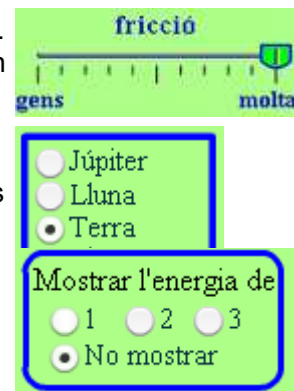 fricció
gens molta
Júpiter
Lluna
Terra
Mostrar l'energia de
1 2 3
No mostrar